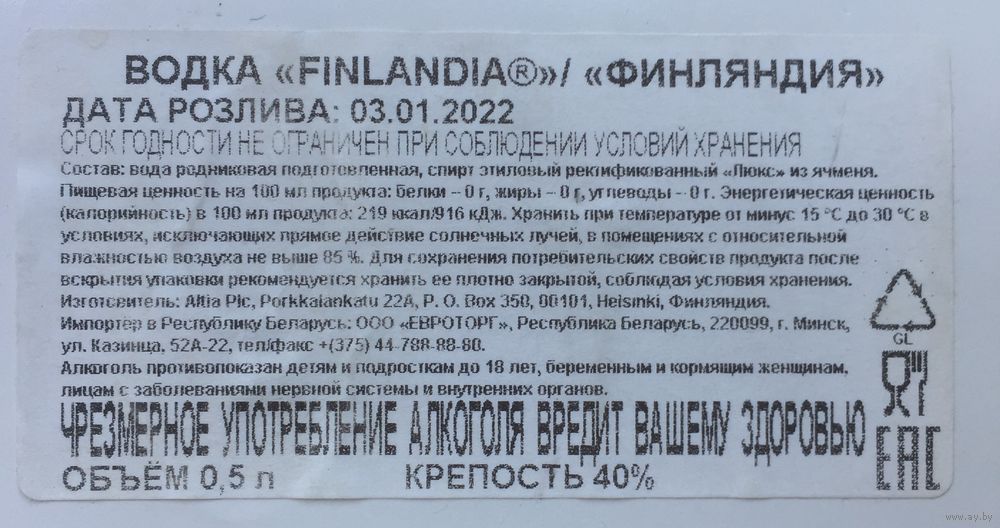 ВОДКА «FINLANDIA®»/ «ФИНЛЯНДИЯ»
ДАТА РОЗЛИВА: 03.01.2022
СРОК ГОДНОСТИ НЕ ОГРАНИЧЕН ПРИ СОБЛЮДЕНИИ УСЛОВИЙ ХРАНЕНИЯ
Состав: вода родниковая подготовленная, спирт этиловый ректификованный «Люкс» из ячменя.
Пищевая ценность на 100 мл продукта: белки – 0 г, жиры – 0 г, углеводы – 0 г. Энергетическая ценность
(калорийность) в 100 мл продукта: 219 ккал/916 кДж. Хранить при температуре от минус 15 °С до 30 °С в
условиях, исключающих прямое действие солнечных лучей, в помещениях с относительной
влажностью воздуха не выше 85 %. Для сохранения потребительских свойств продукта после
вскрытия упаковки рекомендуется хранить ее плотно закрытой, соблюдая условия хранения.
Изготовитель: Altia Plc, Porkkalankatu 22A, P. O. Box 350, 00101, Helsinki, Финляндия.
Импортер в Республику Беларусь: ООО «ЕВРОТОРГ», Республика Беларусь, 220099, г. Минск,
ул. Казинца, 52А-22, тел/факс +(375) 44-788-88-80.
Алкоголь противопоказан детям и подросткам до 18 лет, беременным и кормящим женщинам,
лицам с заболеваниями нервной системы и внутренних органов.
ЧРЕЗМЕРНОЕ УПОТРЕБЛЕНИЕ АЛКОГОЛЯ ВРЕДИТ ВАШЕМУ ЗДОРОВЬЮ
ОБЪЁМ 0,5 л КРЕПОСТЬ 40%
GL
EAC
www.ay.by